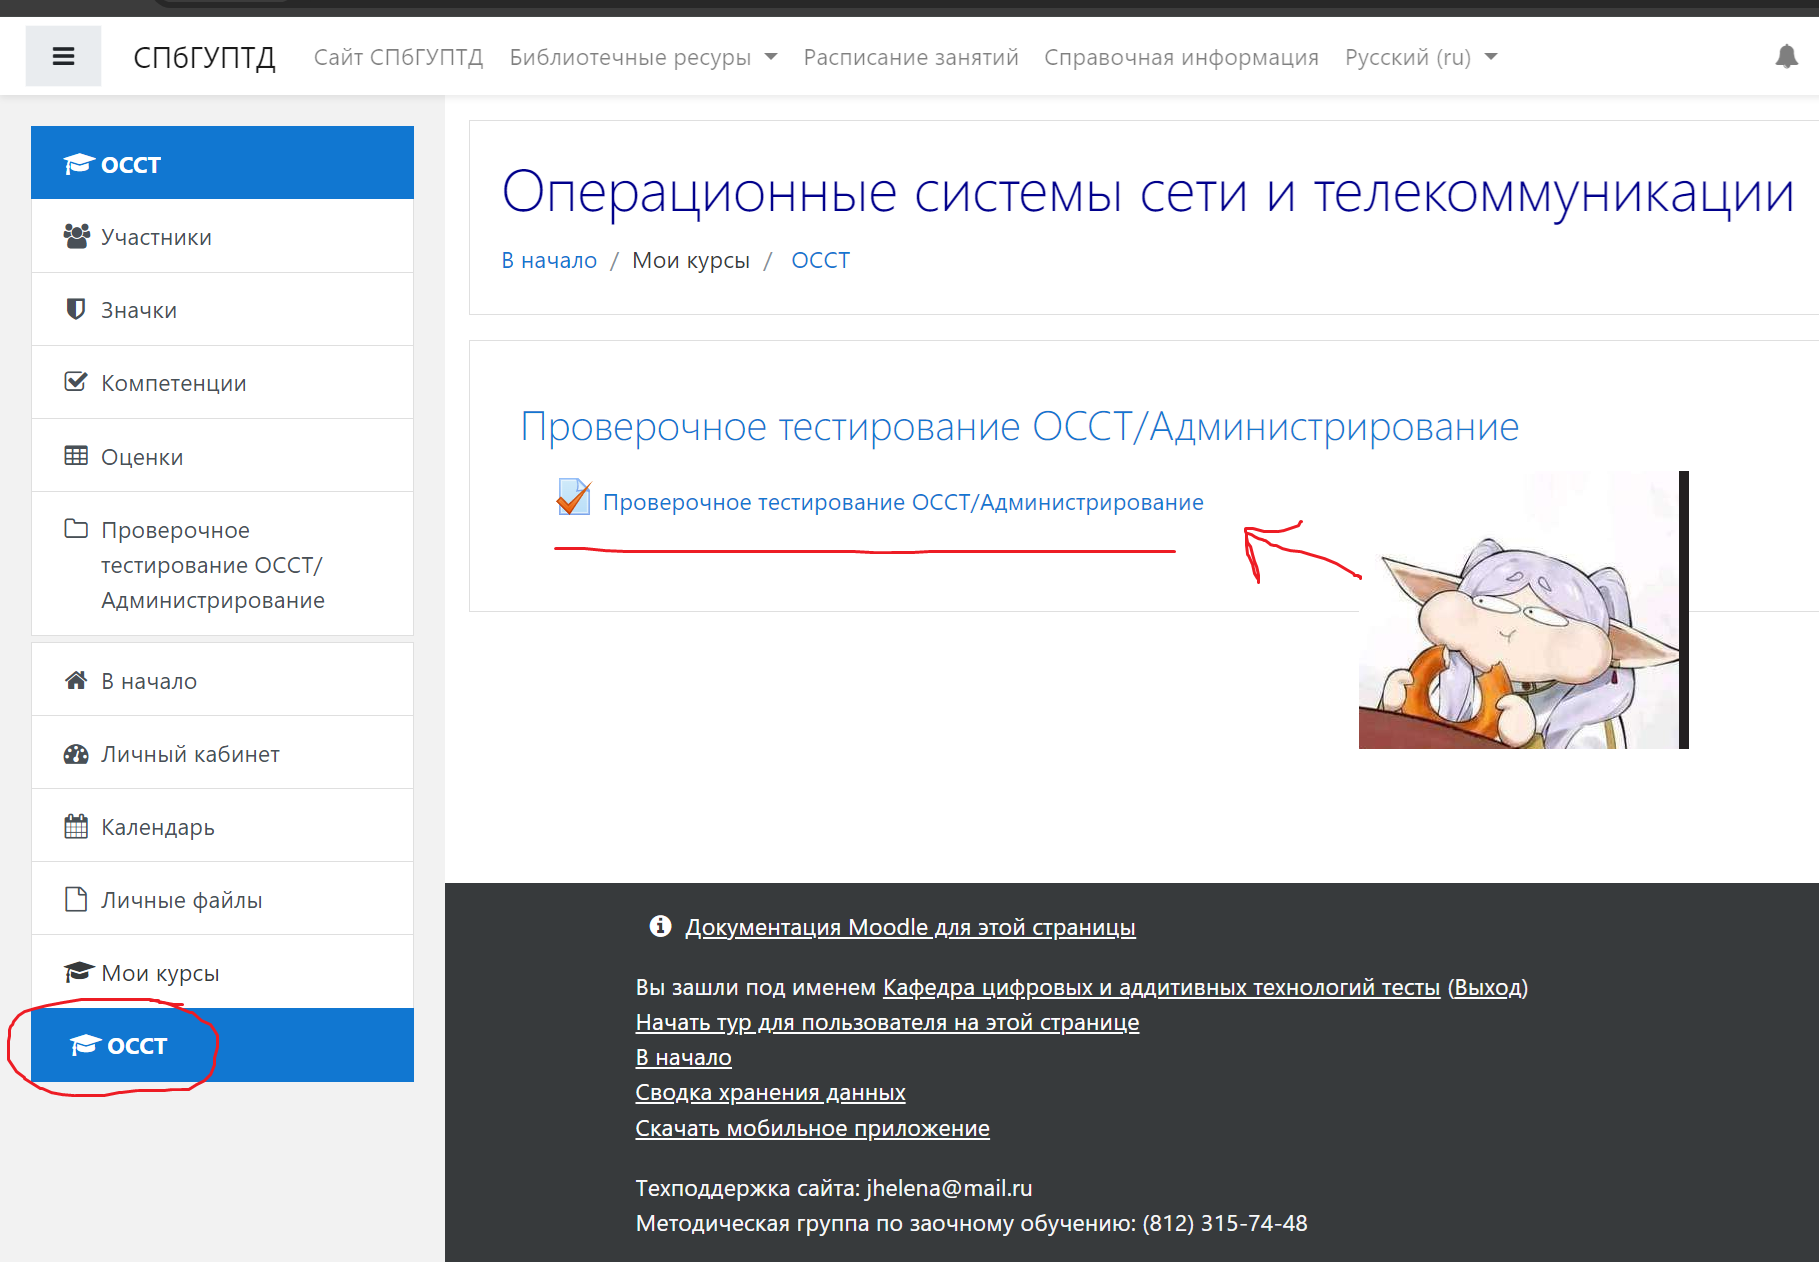 СПбГУПТД Сайт СПбГУПТД Библиотечные ресуры Расписание занятий Справочная информация Русский (ru)
ОССТ
Участники
Значки
Компетенции
Оценки
Проверочное
тестирование ОССТ/
Администрирование
В начало
Личный кабинет
Календарь
Личные файлы
Мои курсы
ОССТ
Операционные системы сети и телекоммуникации
В начало / Мои курсы / ОССТ
Проверочное тестирование ОССТ/Администрирование
Проверочное тестирование ОССТ/Администрирование
Документация Moodle для этой страницы
Вы зашли под именем Кафедра цифровых и аддитивных технологий тесты (Выход)
Начать тур для пользователя на этой странице
В начало
Сводка хранения данных
Скачать мобильное приложение
Техподдержка сайта: jhelena@mail.ru
Методическая группа по заочному обучению: (812) 315-74-48